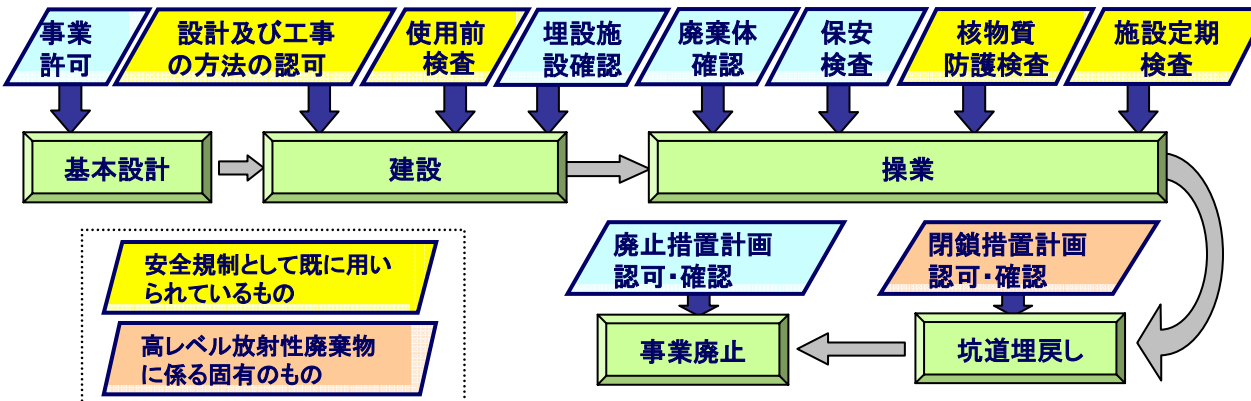 事業
許可
設計及び工事
の方法の認可
使用前
検査
埋設施
設確認
廃棄体
確認
保安
検査
核物質
防護検査
施設定期
検査
基本設計
建設
操業
廃止措置計画
認可・確認
閉鎖措置計画
認可・確認
事業廃止
坑道埋戻し
安全規制として既に用い
られているもの
高レベル放射性廃棄物
に係る固有のもの